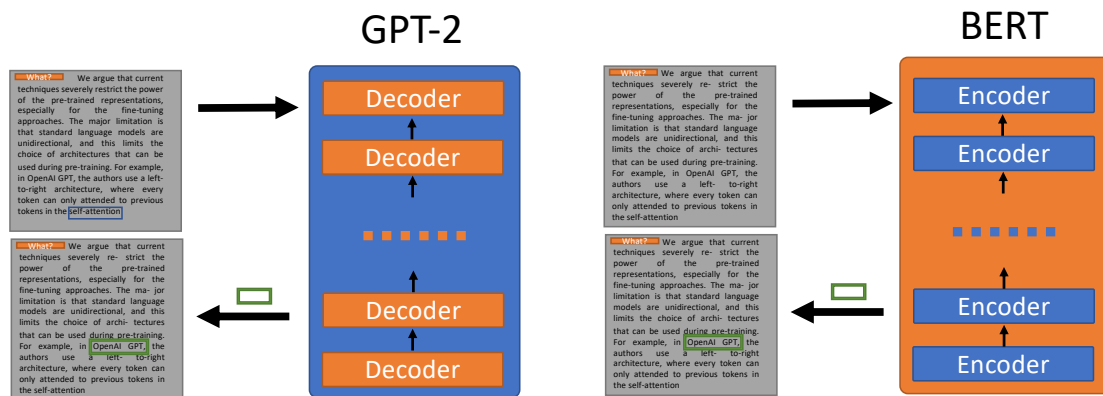 GPT-2
What? We argue that current
techniques severely restrict the power
of the pre-trained representations,
especially for the fine-tuning
approaches. The major limitation is
that standard language models are
unidirectional, and this limits the
choice of architectures that can be
used during pre-training. For example,
in OpenAI GPT, the authors use a left-
to-right architecture, where every
token can only attended to previous
tokens in the self-attention
What? We argue that current
techniques severely re- strict the
power of the pre-trained
representations, especially for the
fine-tuning approaches. The ma- jor
limitation is that standard language
models are unidirectional, and this
limits the choice of archi- tectures
that can be used during pre-training.
For example, in OpenAI GPT, the
authors use a left- to-right
architecture, where every token can
only attended to previous tokens in
the self-attention
Decoder
Decoder
Decoder
Decoder
BERT
What? We argue that current
techniques severely re- strict the
power of the pre-trained
representations, especially for the
fine-tuning approaches. The ma- jor
limitation is that standard language
models are unidirectional, and this
limits the choice of archi- tectures
that can be used during pre-training.
For example, in OpenAI GPT, the
authors use a left- to-right
architecture, where every token can
only attended to previous tokens in
the self-attention
What? We argue that current
techniques severely re- strict the
power of the pre-trained
representations, especially for the
fine-tuning approaches. The ma- jor
limitation is that standard language
models are unidirectional, and this
limits the choice of archi- tectures
that can be used during pre-training.
For example, in OpenAI GPT, the
authors use a left- to-right
architecture, where every token can
only attended to previous tokens in
the self-attention
Encoder
Encoder
Encoder
Encoder